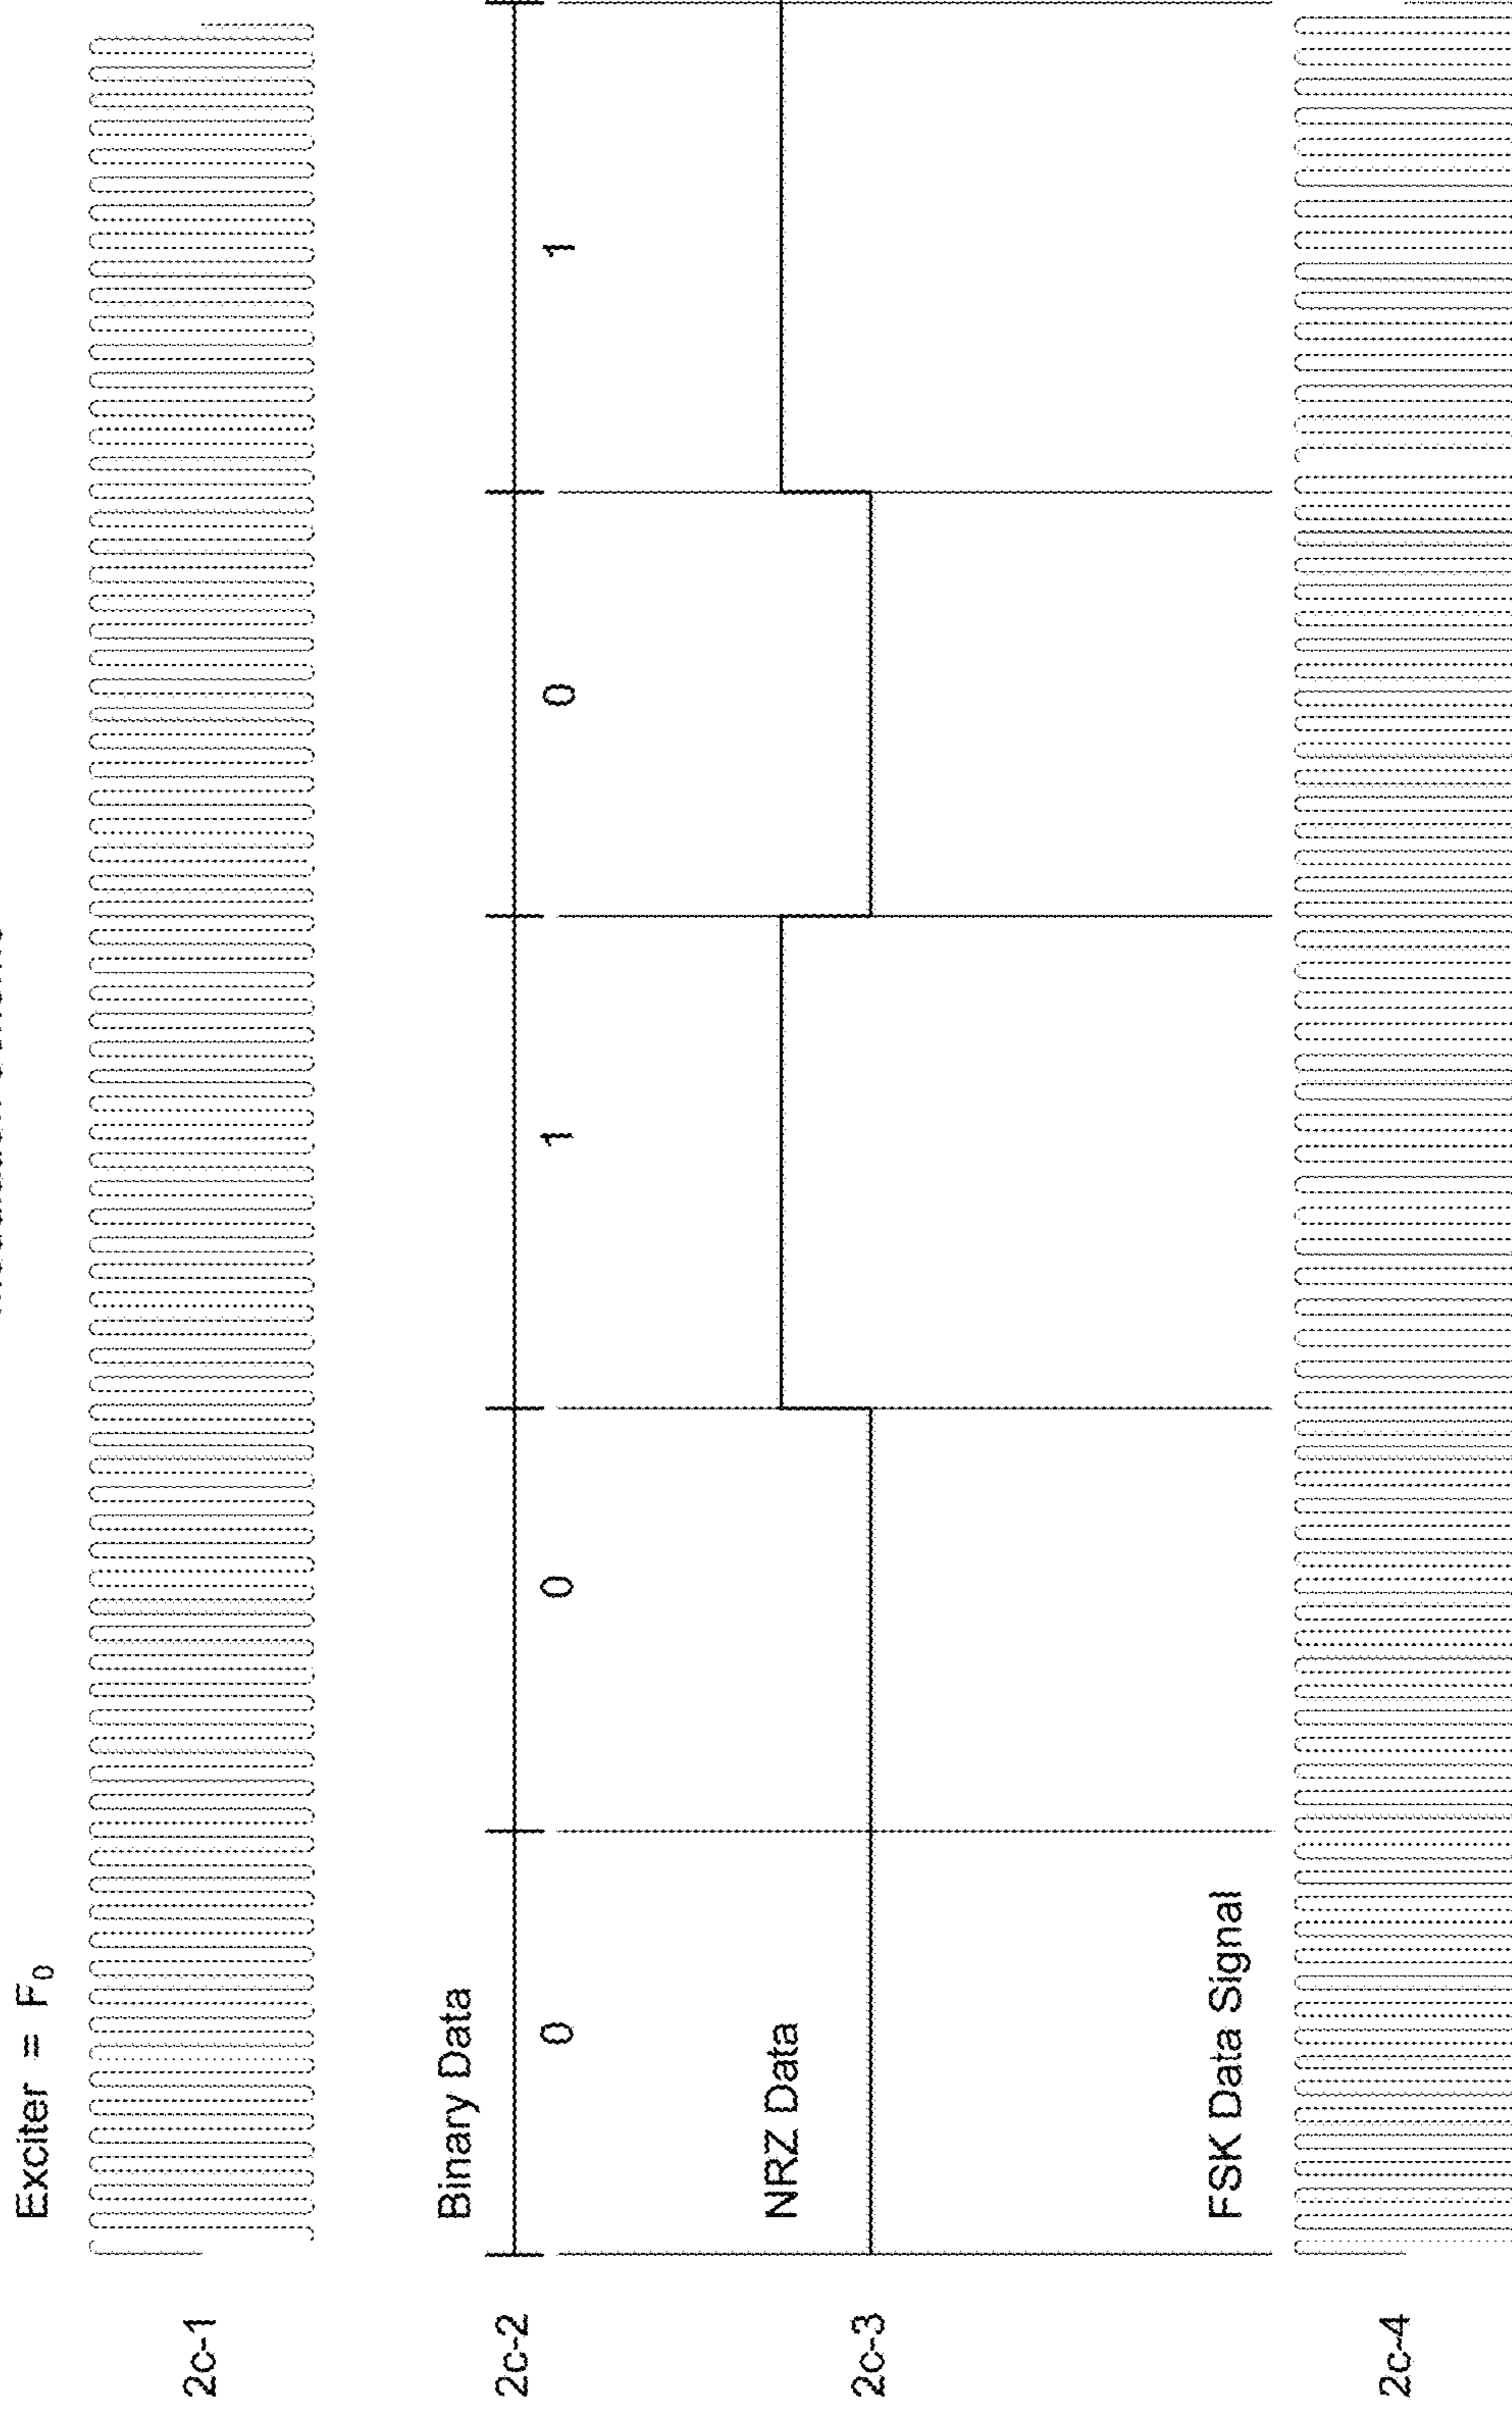 Exciter = F₀
2c-1
Binary Data
2c-2
0 0 1 0 1
NRZ Data
2c-3
FSK Data Signal
2c-4